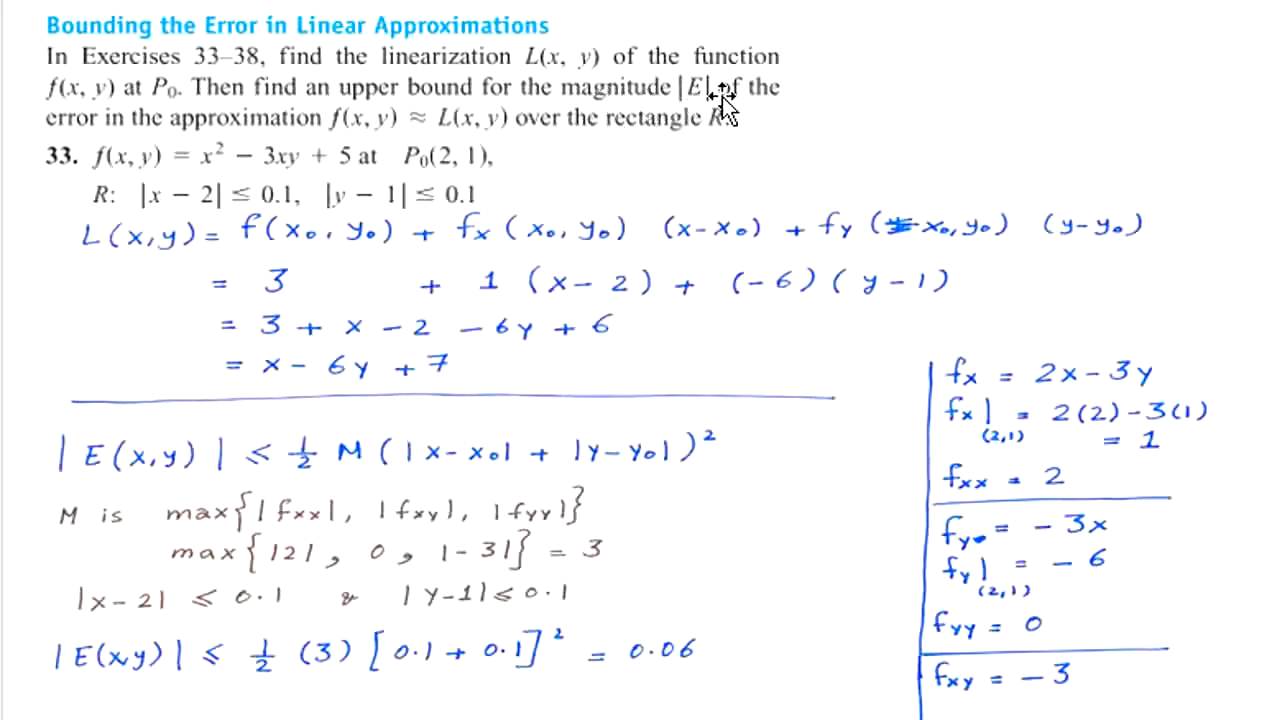 Bounding the Error in Linear Approximations
In Exercises 33–38, find the linearization L(x, y) of the function
f(x, y) at P₀. Then find an upper bound for the magnitude |E| of the
error in the approximation f(x, y) ≈ L(x, y) over the rectangle R.
33. f(x, y) = x² − 3xy + 5 at P₀(2, 1),
R: |x − 2| ≤ 0.1, |y − 1| ≤ 0.1
L(x,y) = f(x₀, y₀) + fx (x₀, y₀) (x-x₀) + fy (x₀, y₀) (y-y₀)
= 3 + 1 (x-2) + (-6)(y-1)
= 3 + x - 2 - 6y + 6
= x - 6y + 7
|E(x,y)| ≤ 1/2 M (|x-x₀| + |y-y₀|)²
M is max{|fxx|, |fxy|, |fyy|}
max{|2|, 0, |-3|} = 3
|x-2| ≤ 0.1 & |y-1| ≤ 0.1
|E(xy)| ≤ 1/2 (3) [0.1 + 0.1]² = 0.06
fx = 2x-3y
fx|(2,1) = 2(2)-3(1)
= 1
fxx = 2
fy = -3x
fy|(2,1) = -6
fyy = 0
fxy = -3